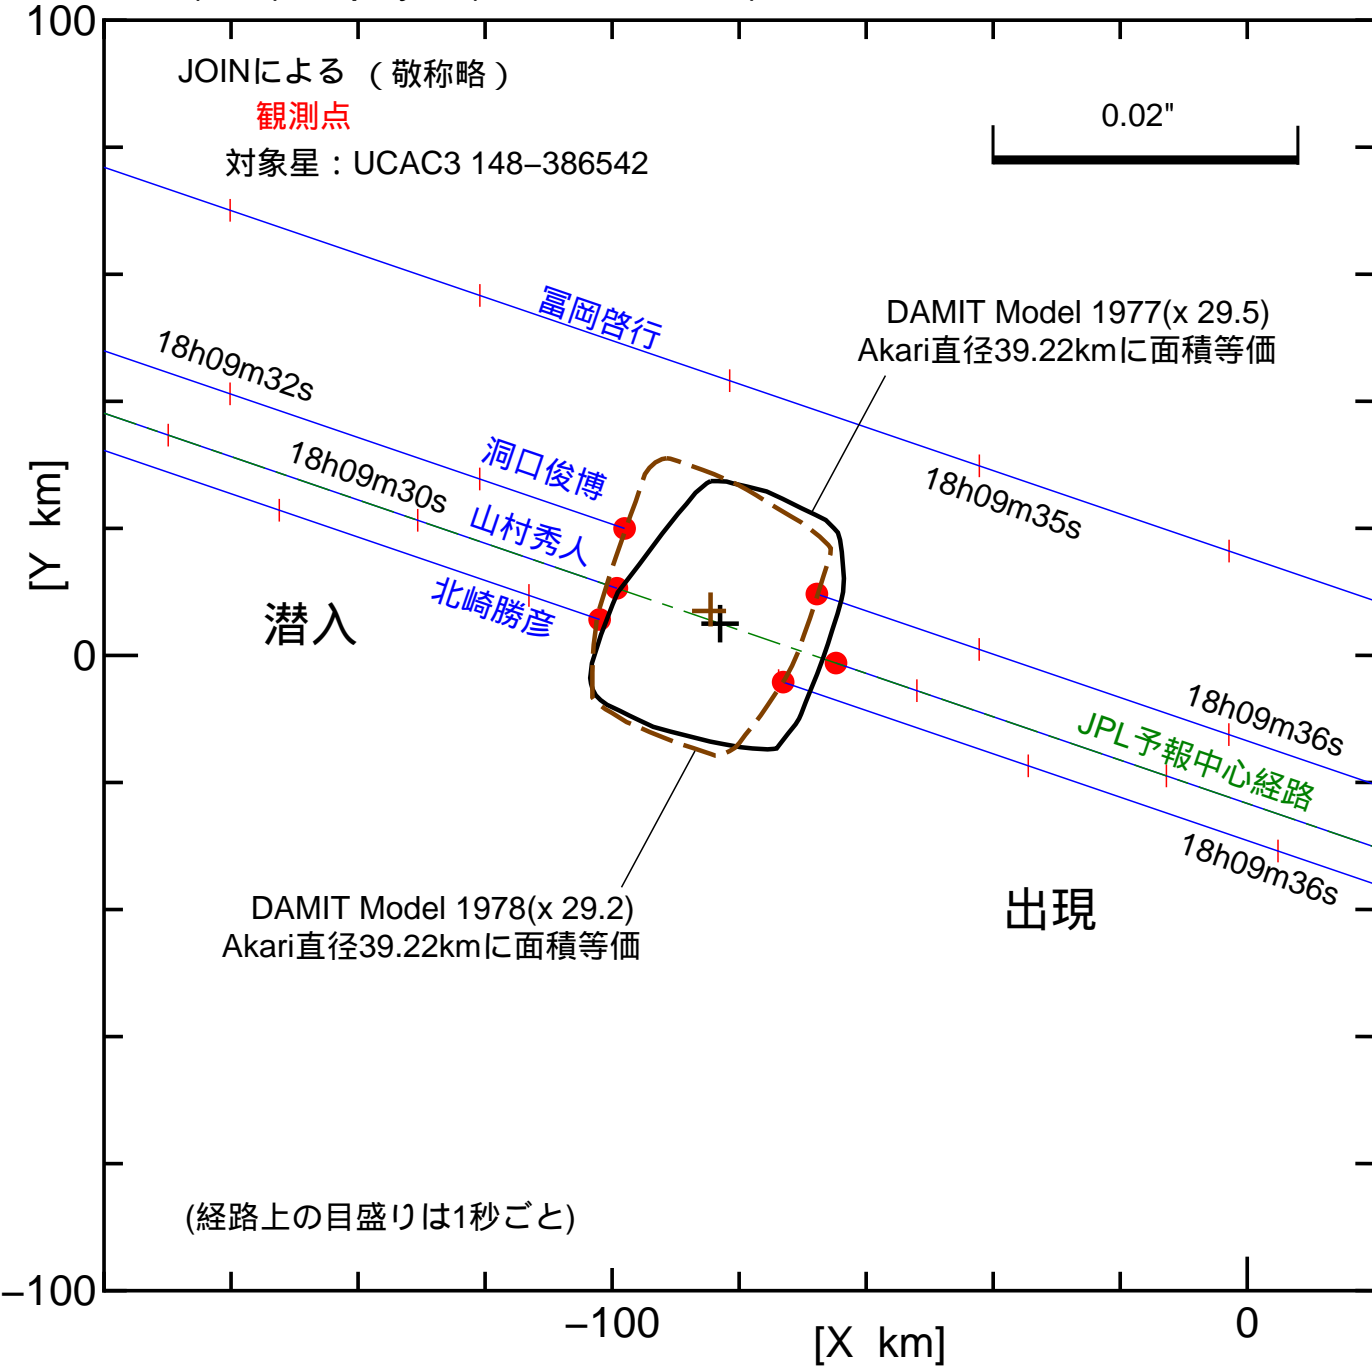 100
JOINによる （敬称略）
観測点
対象星：UCAC3 148–386542
0.02"
冨岡啓行
DAMIT Model 1977(x 29.5)
Akari直径39.22kmに面積等価
18h09m32s
洞口俊博
18h09m30s
山村秀人
18h09m35s
北崎勝彦
潜入
[Y km]
0
18h09m36s
JPL予報中心経路
18h09m36s
DAMIT Model 1978(x 29.2)
Akari直径39.22kmに面積等価
出現
(経路上の目盛りは1秒ごと)
–100
–100
0
[X km]